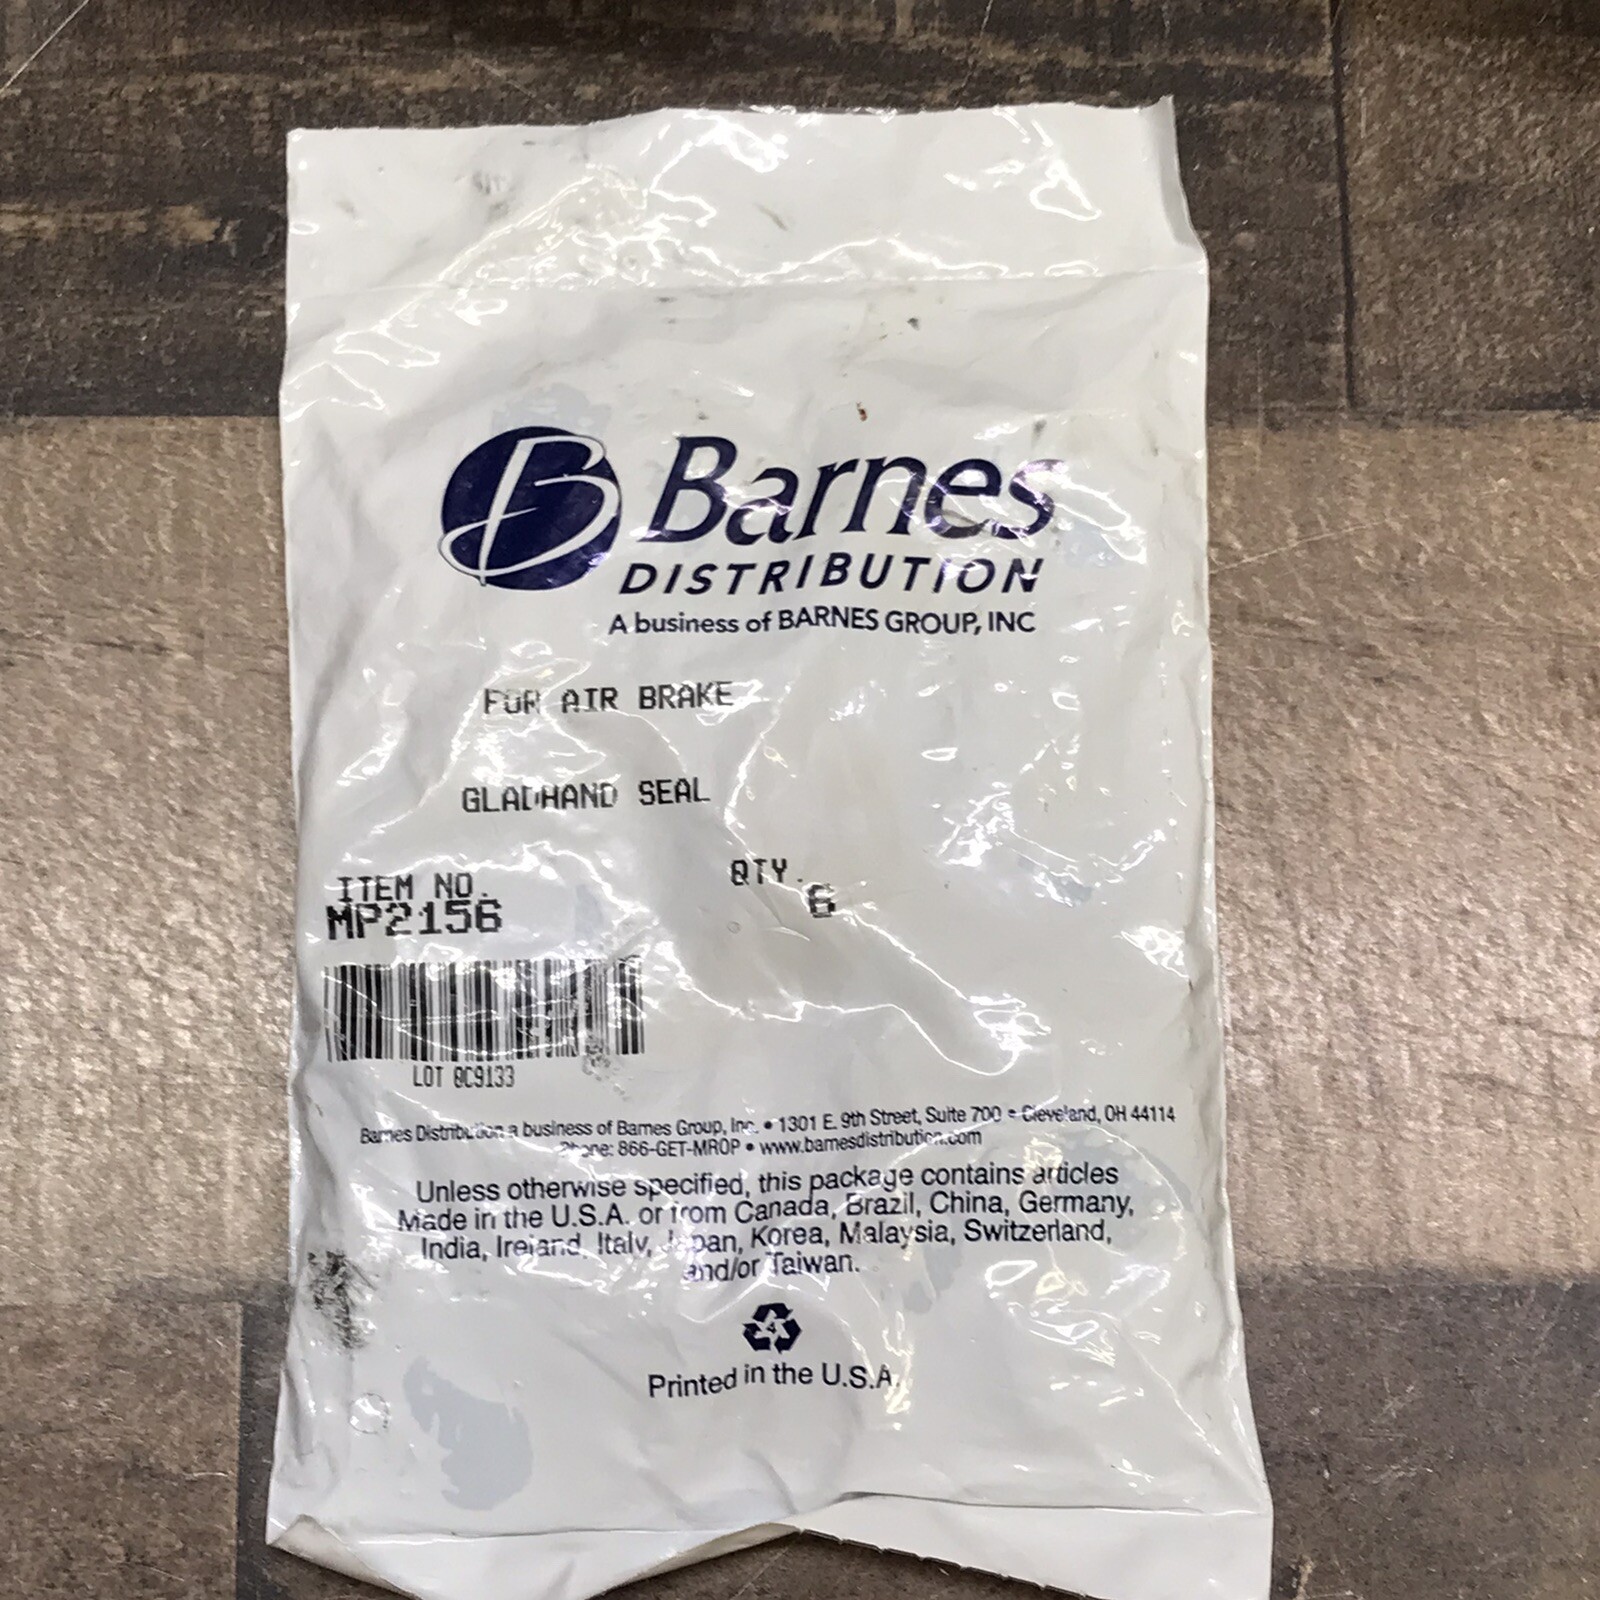 Barnes
DISTRIBUTION
A business of BARNES GROUP, INC
FOR AIR BRAKE
GLADHAND SEAL
QTY.
6
ITEM NO.
MP2156
LOT 0C9133
Barnes Distribution a business of Barnes Group, Inc. • 1301 E. 9th Street, Suite 700 • Cleveland, OH 44114
Phone: 866-GET-MROP • www.barnesdistribution.com
Unless otherwise specified, this package contains articles
Made in the U.S.A. or from Canada, Brazil, China, Germany,
India, Ireland, Italy, Japan, Korea, Malaysia, Switzerland,
and/or Taiwan.
4
Printed in the U.S.A.